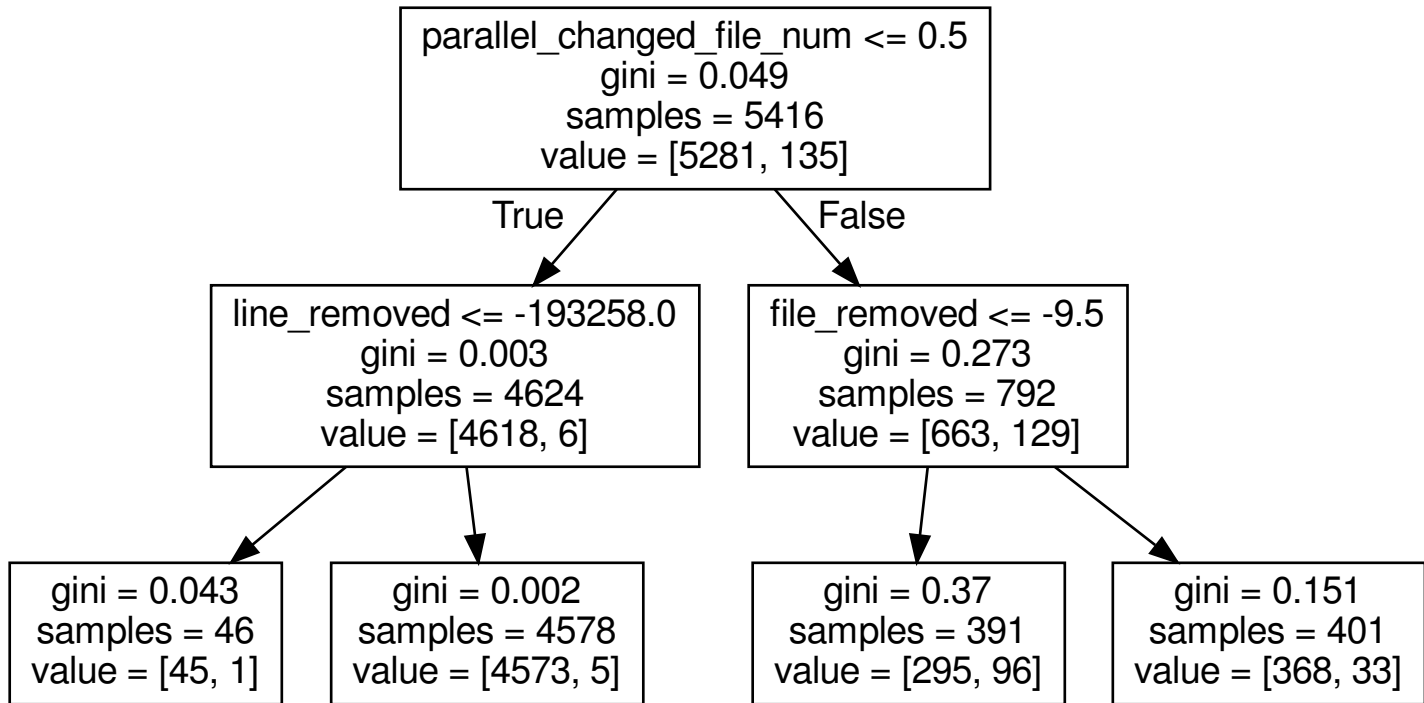 parallel_changed_file_num <= 0.5
gini = 0.049
samples = 5416
value = [5281, 135]
True
False
line_removed <= -193258.0
gini = 0.003
samples = 4624
value = [4618, 6]
file_removed <= -9.5
gini = 0.273
samples = 792
value = [663, 129]
gini = 0.043
samples = 46
value = [45, 1]
gini = 0.002
samples = 4578
value = [4573, 5]
gini = 0.37
samples = 391
value = [295, 96]
gini = 0.151
samples = 401
value = [368, 33]